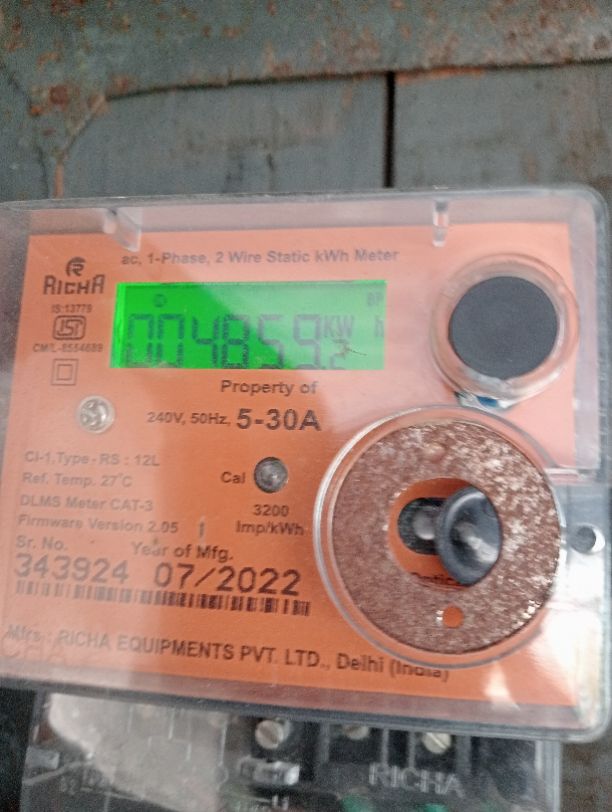 ac, 1-Phase, 2 Wire Static kWh Meter
RICHA
IS:13779
004859.2 KW h
Property of
240V, 50Hz, 5-30A
Cl-1,Type - RS : 12L
Ref. Temp. 27°C
DLMS Meter CAT-3
Firmware Version 2.05
Cal
3200
Imp/kWh
Sr. No.
Year of Mfg.
343924 07/2022
Mfrs : RICHA EQUIPMENTS PVT. LTD., Delhi (India)
RICHA